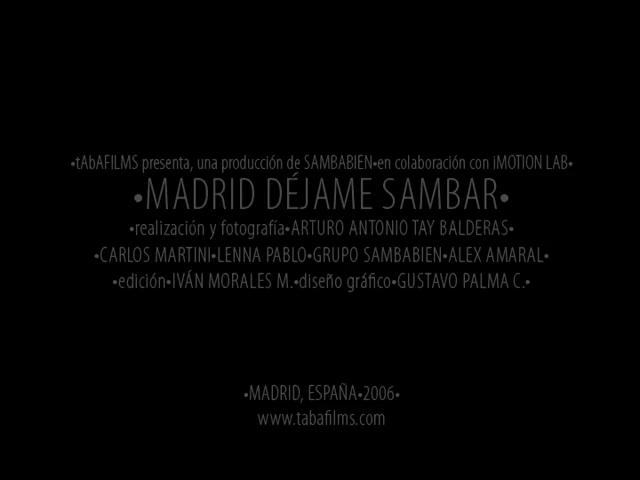 •tAbAFILMS presenta, una producción de SAMBABIEN•en colaboración con iMOTION LAB•
•MADRID DÉJAME SAMBAR•
•realización y fotografía•ARTURO ANTONIO TAY BALDERAS•
•CARLOS MARTINI•LENNA PABLO•GRUPO SAMBABIEN•ALEX AMARAL•
•edición•IVÁN MORALES M.•diseño gráfico•GUSTAVO PALMA C.•
•MADRID, ESPAÑA•2006•
www.tabafilms.com